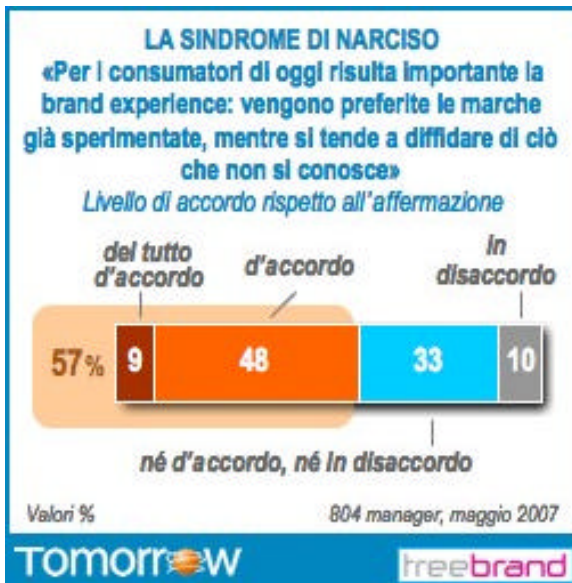 LA SINDROME DI NARCISO
«Per i consumatori di oggi risulta importante la
brand experience: vengono preferite le marche
già sperimentate, mentre si tende a diffidare di ciò
che non si conosce»
Livello di accordo rispetto all'affermazione
del tutto
d'accordo
d'accordo
in
disaccordo
57%
9
48
33
10
né d'accordo, né in disaccordo
Valori %
804 manager, maggio 2007
TOMORROW
treebrand